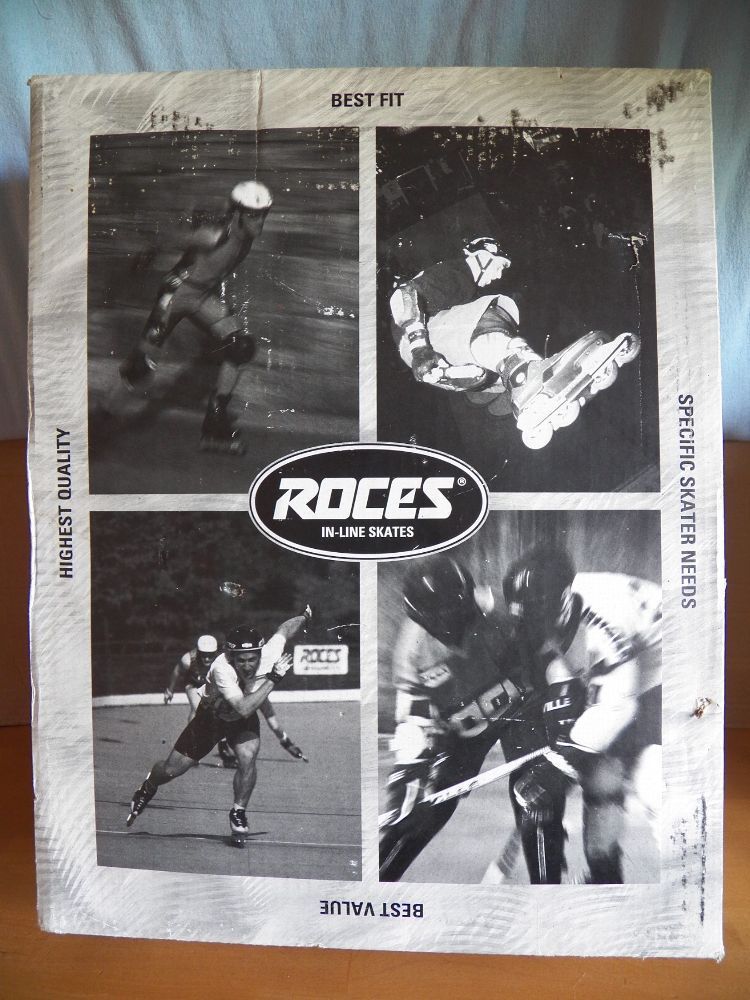 BEST FIT
HIGHEST QUALITY
ROCES®
IN-LINE SKATES
SPECiFIC SKATER NEEDS
ROCES
BEST VALUE